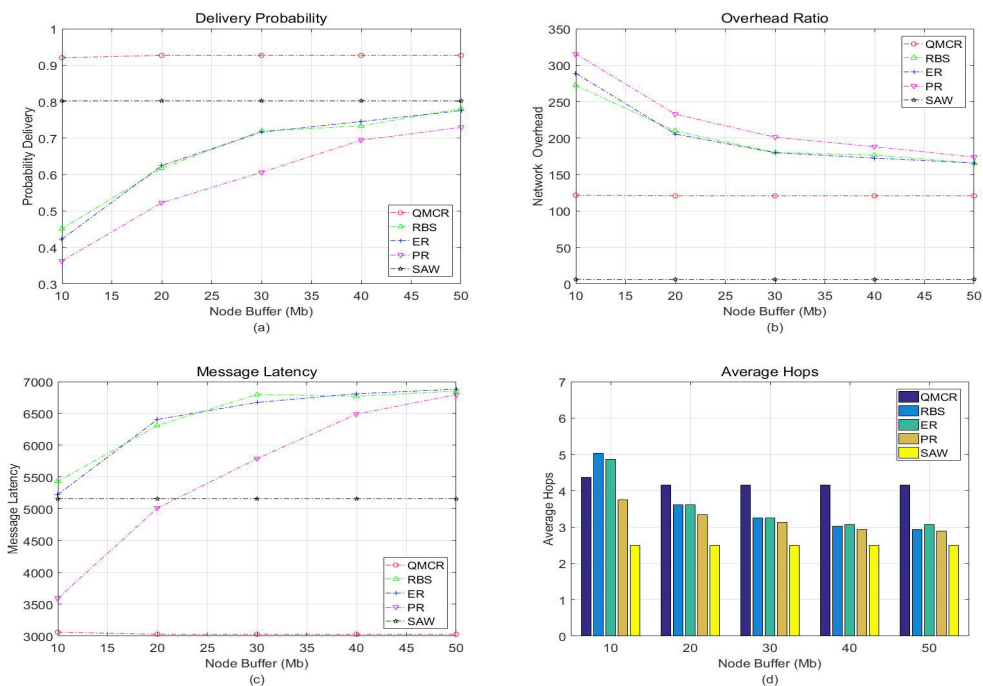 Delivery Probability
1
0.9
0.8
0.7
0.6
0.5
0.4
0.3
Probability Delivery
QMCR
RBS
ER
PR
SAW
10 15 20 25 30 35 40 45 50
Node Buffer (Mb)
(a)
Overhead Ratio
350
300
250
200
150
100
50
0
Network Overhead
QMCR
RBS
ER
PR
SAW
10 15 20 25 30 35 40 45 50
Node Buffer (Mb)
(b)
Message Latency
7000
6500
6000
5500
5000
4500
4000
3500
3000
Message Latency
QMCR
RBS
ER
PR
SAW
10 15 20 25 30 35 40 45 50
Node Buffer (Mb)
(c)
Average Hops
7
6
5
4
3
2
1
0
Average Hops
QMCR
RBS
ER
PR
SAW
10 20 30 40 50
Node Buffer (Mb)
(d)